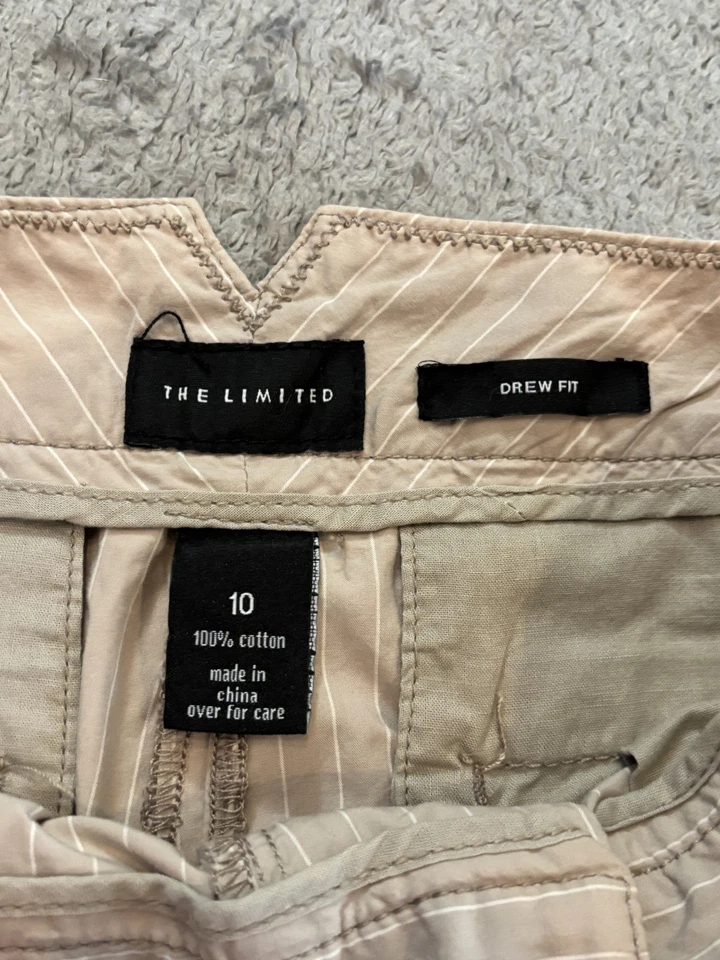 THE LIMITED
DREW FIT
10
100% cotton
made in
china
over for care